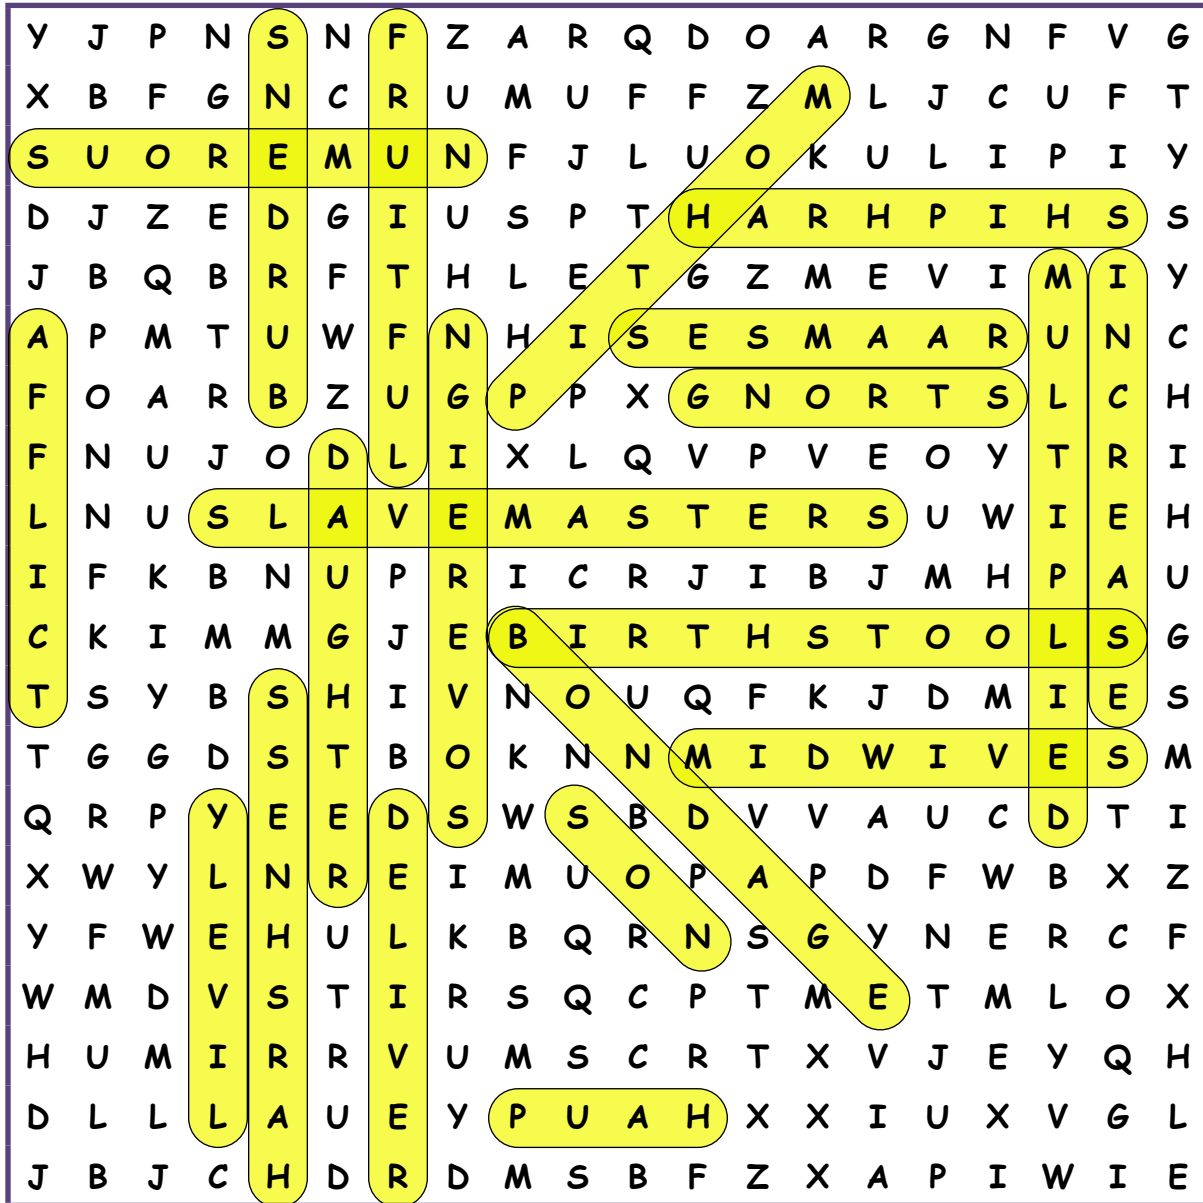 Y J P N S N F Z A R Q D O A R G N F V G
X B F G N C R U M U F F Z M L J C U F T
S U O R E M U N F J L U O K U L I P I Y
D J Z E D G I U S P T H A R H P I H S S
J B Q B R F T H L E T G Z M E V I M I Y
A P M T U W F N H I S E S M A A R U N C
F O A R B Z U G P P X G N O R T S L C H
F N U J O D L I X L Q V P V E O Y T R I
L N U S L A V E M A S T E R S U W I E H
I F K B N U P R I C R J I B J M H P A U
C K I M M G J E B I R T H S T O O L S G
T S Y B S H I V N O U Q F K J D M I E S
T G G D S T B O K N N M I D W I V E S M
Q R P Y E E D S W S B D V V A U C D T I
X W Y L N R E I M U O P A P D F W B X Z
Y F W E H U L K B Q R N S G Y N E R C F
W M D V S T I R S Q C P T M E T M L O X
H U M I R R V U M S C R T X V J E Y Q H
D L L L A U E Y P U A H X X I U X V G L
J B J C H D R D M S B F Z X A P I W I E